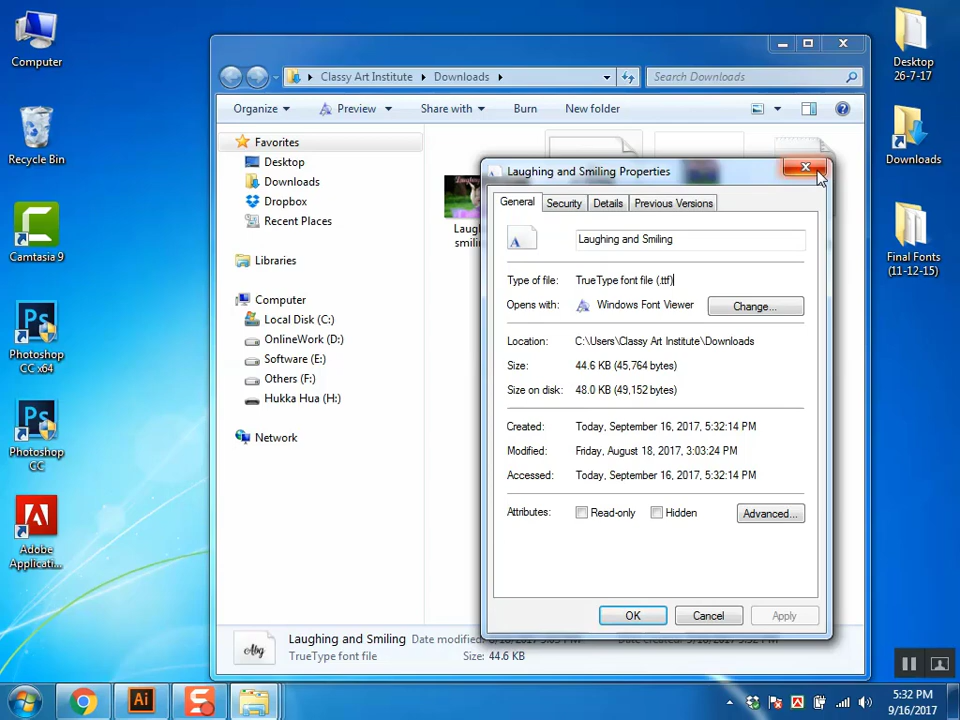 Computer
Recycle Bin
Camtasia 9
Photoshop
CC x64
Photoshop
CC
Adobe
Applicati...
Classy Art Institute
Downloads
Search Downloads
Organize
Preview
Share with
Burn
New folder
Favorites
Desktop
Downloads
Dropbox
Recent Places
Libraries
Computer
Local Disk (C:)
OnlineWork (D:)
Software (E:)
Others (F:)
Hukka Hua (H:)
Network
Laughing and Smiling Properties
General
Security
Details
Previous Versions
Laughing and Smiling
Type of file: TrueType font file (.ttf)
Opens with: Windows Font Viewer
Change...
Location: C:\Users\Classy Art Institute\Downloads
Size: 44.6 KB (45,764 bytes)
Size on disk: 48.0 KB (49,152 bytes)
Created: Today, September 16, 2017, 5:32:14 PM
Modified: Friday, August 18, 2017, 3:03:24 PM
Accessed: Today, September 16, 2017, 5:32:14 PM
Attributes: Read-only Hidden
Advanced...
OK
Cancel
Apply
Abg
Laughing and Smiling Date modified:
TrueType font file Size: 44.6 KB
Desktop
26-7-17
Downloads
Final Fonts
(11-12-15)
Ai
5:32 PM
9/16/2017